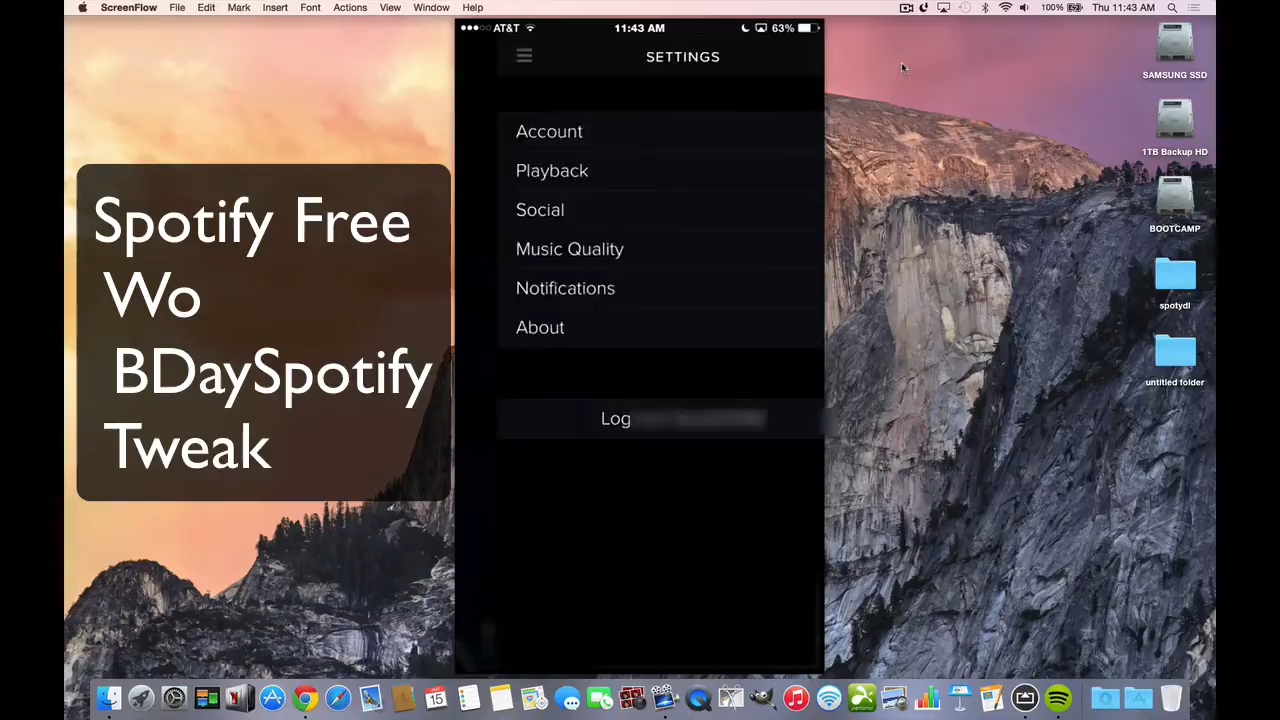 ScreenFlow File Edit Mark Insert Font Actions View Window Help
100% Thu 11:43 AM
AT&T 11:43 AM 63%
SETTINGS
Account
Playback
Social
Music Quality
Notifications
About
Log
Spotify Free
Wo
BDaySpotify
Tweak
SAMSUNG SSD
1TB Backup HD
BOOTCAMP
spotydl
untitled folder
15